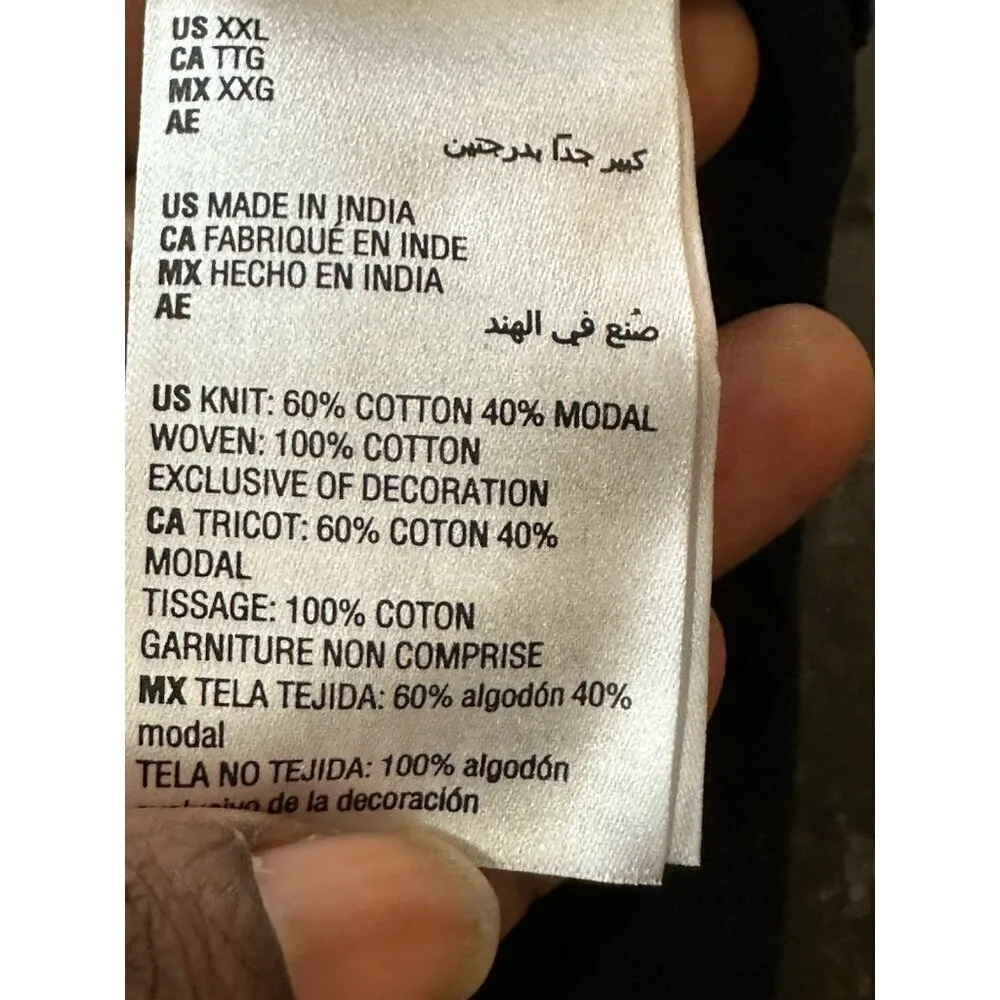 US XXL
CA TTG
MX XXG
AE
كبير جداً بدرجتين
US MADE IN INDIA
CA FABRIQUÉ EN INDE
MX HECHO EN INDIA
AE
صُنع في الهند
US KNIT: 60% COTTON 40% MODAL
WOVEN: 100% COTTON
EXCLUSIVE OF DECORATION
CA TRICOT: 60% COTON 40%
MODAL
TISSAGE: 100% COTON
GARNITURE NON COMPRISE
MX TELA TEJIDA: 60% algodón 40%
modal
TELA NO TEJIDA: 100% algodón
de la decoración